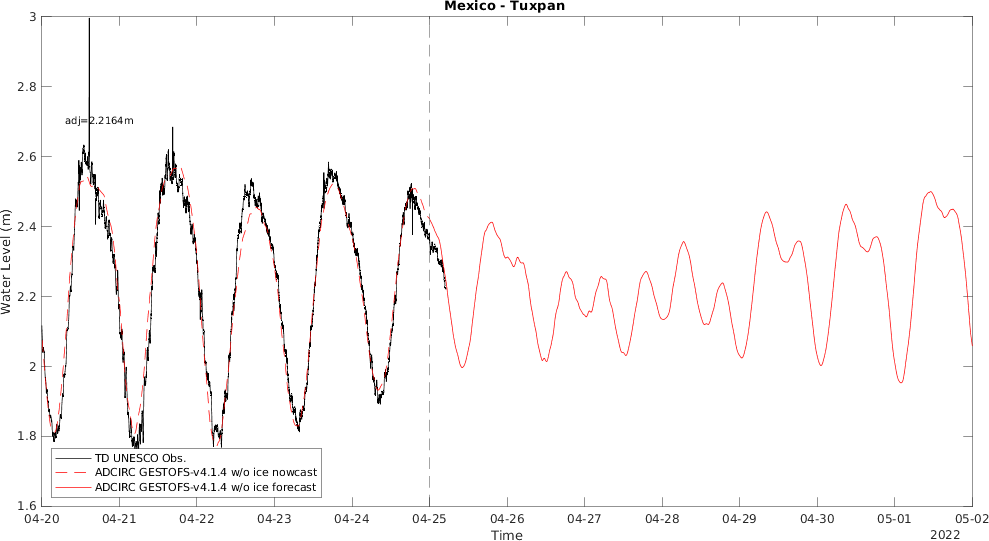 Mexico - Tuxpan
3
2.8
adj=2.2164m
2.6
2.4
Water Level (m)
2.2
2
1.8
TD UNESCO Obs.
ADCIRC GESTOFS-v4.1.4 w/o ice nowcast
ADCIRC GESTOFS-v4.1.4 w/o ice forecast
1.6
04-20 04-21 04-22 04-23 04-24 04-25 04-26 04-27 04-28 04-29 04-30 05-01 05-02
Time
2022